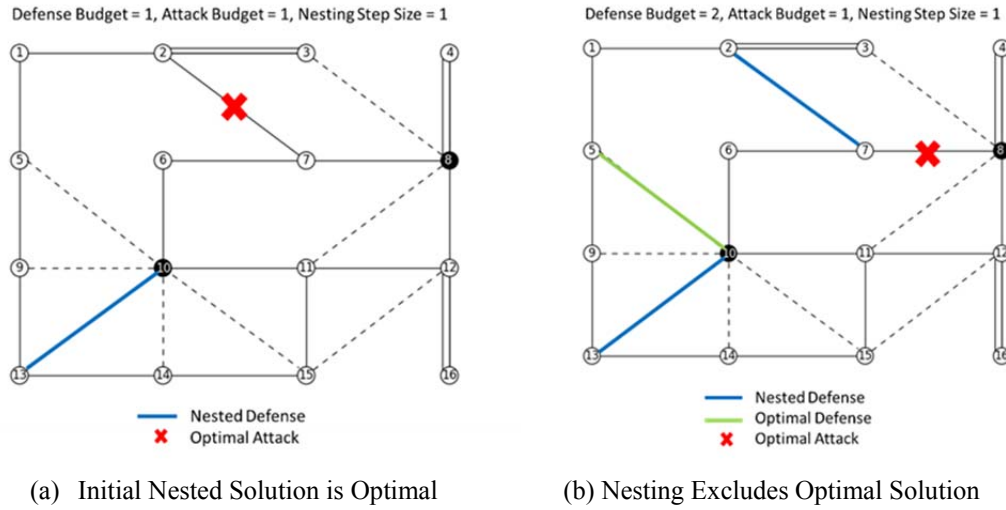 Defense Budget = 1, Attack Budget = 1, Nesting Step Size = 1
1 2 3 4
5 6 7 8
9 10 11 12
13 14 15 16
Nested Defense
Optimal Attack
(a) Initial Nested Solution is Optimal
Defense Budget = 2, Attack Budget = 1, Nesting Step Size = 1
1 2 3 4
5 6 7 8
9 10 11 12
13 14 15 16
Nested Defense
Optimal Defense
Optimal Attack
(b) Nesting Excludes Optimal Solution